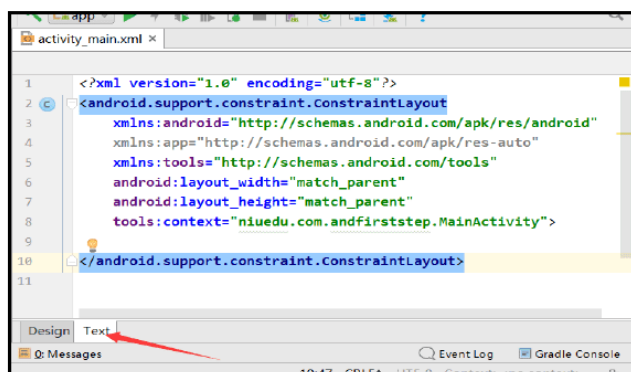 app
activity_main.xml ×
1 <?xml version="1.0" encoding="utf-8"?>
2 <android.support.constraint.ConstraintLayout
3 xmlns:android="http://schemas.android.com/apk/res/android"
4 xmlns:app="http://schemas.android.com/apk/res-auto"
5 xmlns:tools="http://schemas.android.com/tools"
6 android:layout_width="match_parent"
7 android:layout_height="match_parent"
8 tools:context="niuedu.com.andfirststep.MainActivity">
9
10 </android.support.constraint.ConstraintLayout>
11
Design Text
0: Messages Event Log Gradle Console